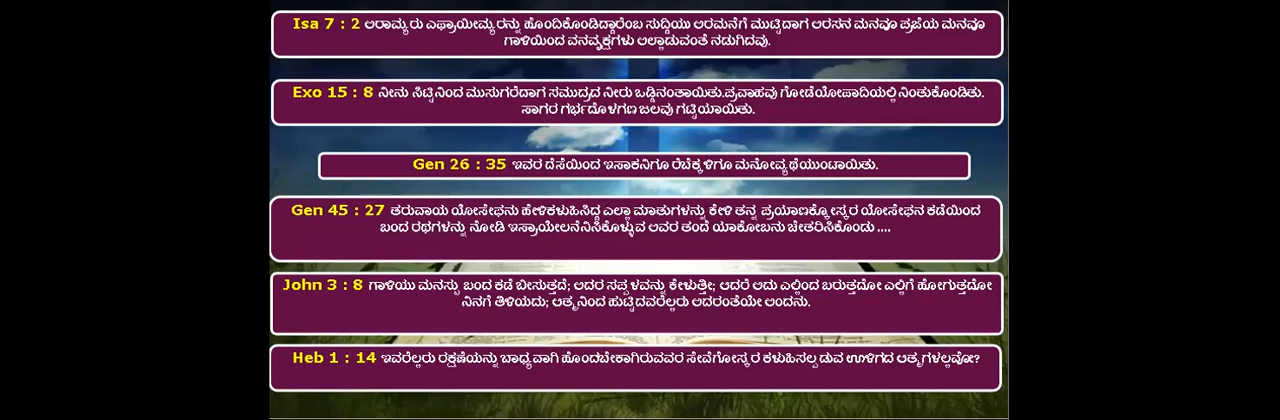 Isa 7 : 2 ಅರಾಮ್ಯರು ಎಫ್ರಾಯೀಮ್ಯರನ್ನು ಹೊಂದಿಕೊಂಡಿದ್ದಾರೆಂಬ ಸುದ್ದಿಯು ಅರಮನೆಗೆ ಮುಟ್ಟಿದಾಗ ಅರಸನ ಮನವೂ ಪ್ರಜೆಯ ಮನವೂ
ಗಾಳಿಯಿಂದ ವನವೃಕ್ಷಗಳು ಅಲ್ಲಾಡುವಂತೆ ನಡುಗಿದವು.
Exo 15 : 8 ನೀನು ಸಿಟ್ಟಿನಿಂದ ಮುಸುಗರೆದಾಗ ಸಮುದ್ರದ ನೀರು ಒಡ್ಡಿನಂತಾಯಿತು.ಪ್ರವಾಹವು ಗೋಡೆಯೋಪಾದಿಯಲ್ಲಿ ನಿಂತುಕೊಂಡಿತು.
ಸಾಗರ ಗರ್ಭದೊಳಗಣ ಜಲವು ಗಟ್ಟಿಯಾಯಿತು.
Gen 26 : 35 ಇವರ ದೆಸೆಯಿಂದ ಇಸಾಕನಿಗೂ ರೆಬೆಕ್ಕಳಿಗೂ ಮನೋವ್ಯಥೆಯುಂಟಾಯಿತು.
Gen 45 : 27 ತರುವಾಯ ಯೋಸೇಫನು ಹೇಳಿಕಳುಹಿಸಿದ್ದ ಎಲ್ಲಾ ಮಾತುಗಳನ್ನು ಕೇಳಿ ತನ್ನ ಪ್ರಯಾಣಕ್ಕೋಸ್ಕರ ಯೋಸೇಫನ ಕಡೆಯಿಂದ
ಬಂದ ರಥಗಳನ್ನು ನೋಡಿ ಇಸ್ರಾಯೇಲನೆನಿಸಿಕೊಳ್ಳುವ ಅವರ ತಂದೆ ಯಾಕೋಬನು ಚೇತರಿಸಿಕೊಂಡು ....
John 3 : 8 ಗಾಳಿಯು ಮನಸ್ಸು ಬಂದ ಕಡೆ ಬೀಸುತ್ತದೆ; ಅದರ ಸಪ್ಪಳವನ್ನು ಕೇಳುತ್ತೀ; ಆದರೆ ಅದು ಎಲ್ಲಿಂದ ಬರುತ್ತದೋ ಎಲ್ಲಿಗೆ ಹೋಗುತ್ತದೋ
ನಿನಗೆ ತಿಳಿಯದು; ಆತ್ಮನಿಂದ ಹುಟ್ಟಿದವರೆಲ್ಲರು ಅದರಂತೆಯೇ ಅಂದನು.
Heb 1 : 14 ಇವರೆಲ್ಲರು ರಕ್ಷಣೆಯನ್ನು ಬಾಧ್ಯವಾಗಿ ಹೊಂದಬೇಕಾಗಿರುವವರ ಸೇವೆಗೋಸ್ಕರ ಕಳುಹಿಸಲ್ಪಡುವ ಊಳಿಗದ ಆತ್ಮಗಳಲ್ಲವೋ?